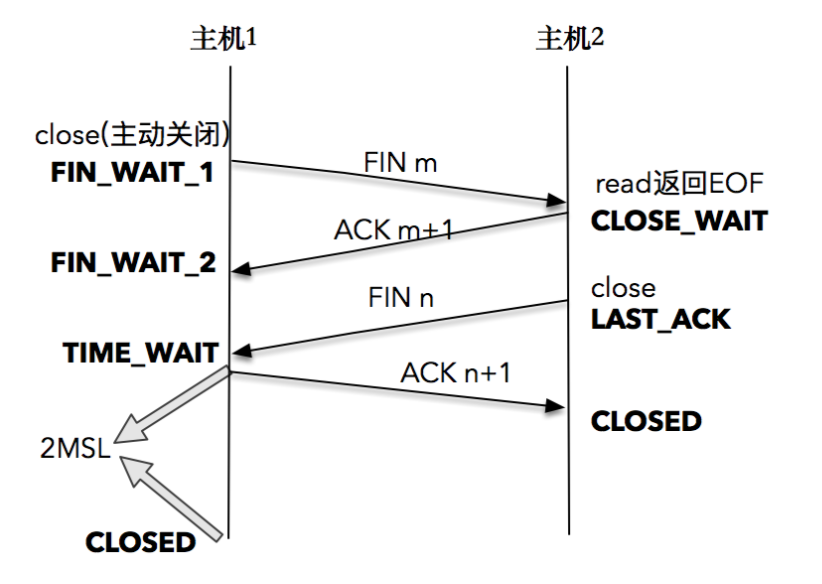 主机1
主机2
close(主动关闭)
FIN_WAIT_1
FIN m
read返回EOF
CLOSE_WAIT
ACK m+1
FIN_WAIT_2
close
LAST_ACK
FIN n
TIME_WAIT
ACK n+1
CLOSED
2MSL
CLOSED